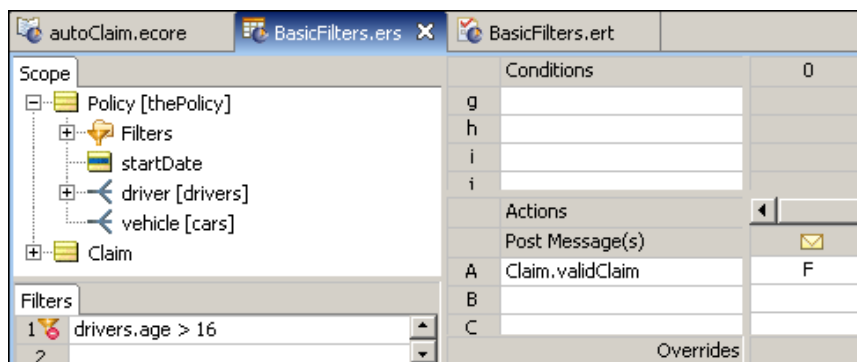 autoClaim.ecore
BasicFilters.ers
BasicFilters.ert
Scope
Policy [thePolicy]
Filters
startDate
driver [drivers]
vehicle [cars]
Claim
Filters
1 drivers.age > 16
2
Conditions 0
g
h
i
j
Actions
Post Message(s)
A Claim.validClaim F
B
C
Overrides